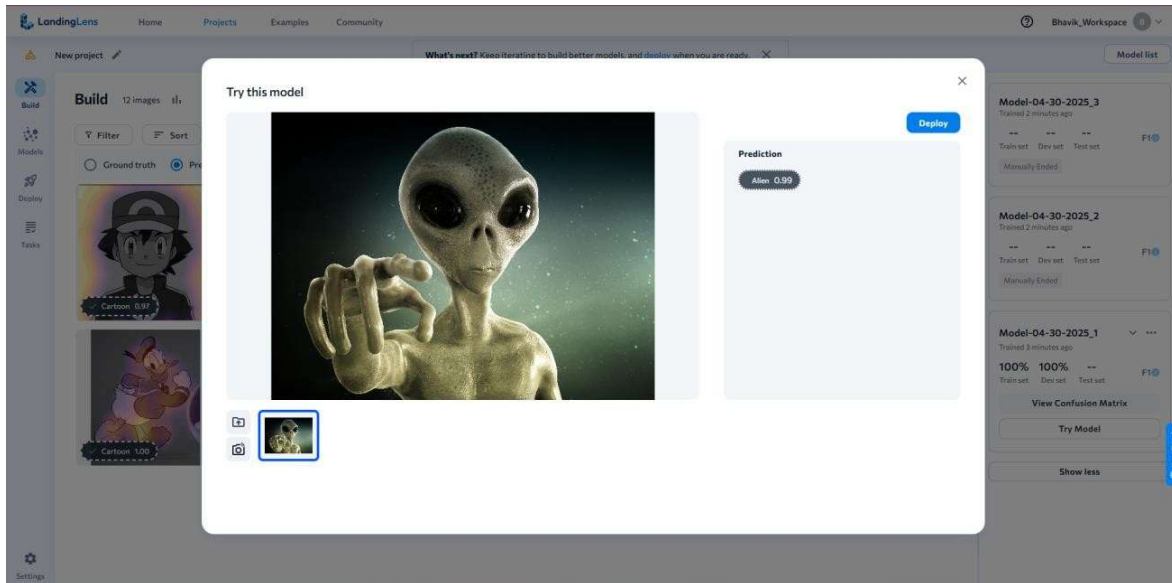 LandingLens Home Projects Examples Community Bhavik_Workspace B
New project What's next? Keep iterating to build better models, and deploy when you are ready. Model list
Build
Models
Deploy
Tasks
Settings
Build 12 images
Filter Sort
Ground truth Pre
Cartoon 0.97
Cartoon 1.00
Try this model
Deploy
Prediction
Alien 0.99
Model-04-30-2025_3
Trained 2 minutes ago
-- -- -- F1
Train set Dev set Test set
Manually Ended
Model-04-30-2025_2
Trained 2 minutes ago
-- -- -- F1
Train set Dev set Test set
Manually Ended
Model-04-30-2025_1
Trained 3 minutes ago
100% 100% -- F1
Train set Dev set Test set
View Confusion Matrix
Try Model
Show less